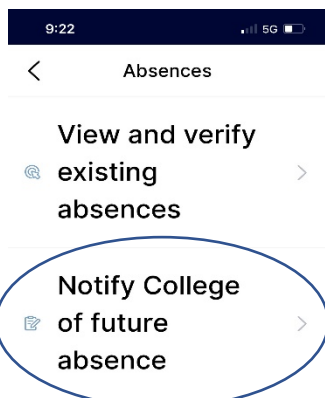 9:22 5G
Absences
View and verify
existing
absences
Notify College
of future
absence